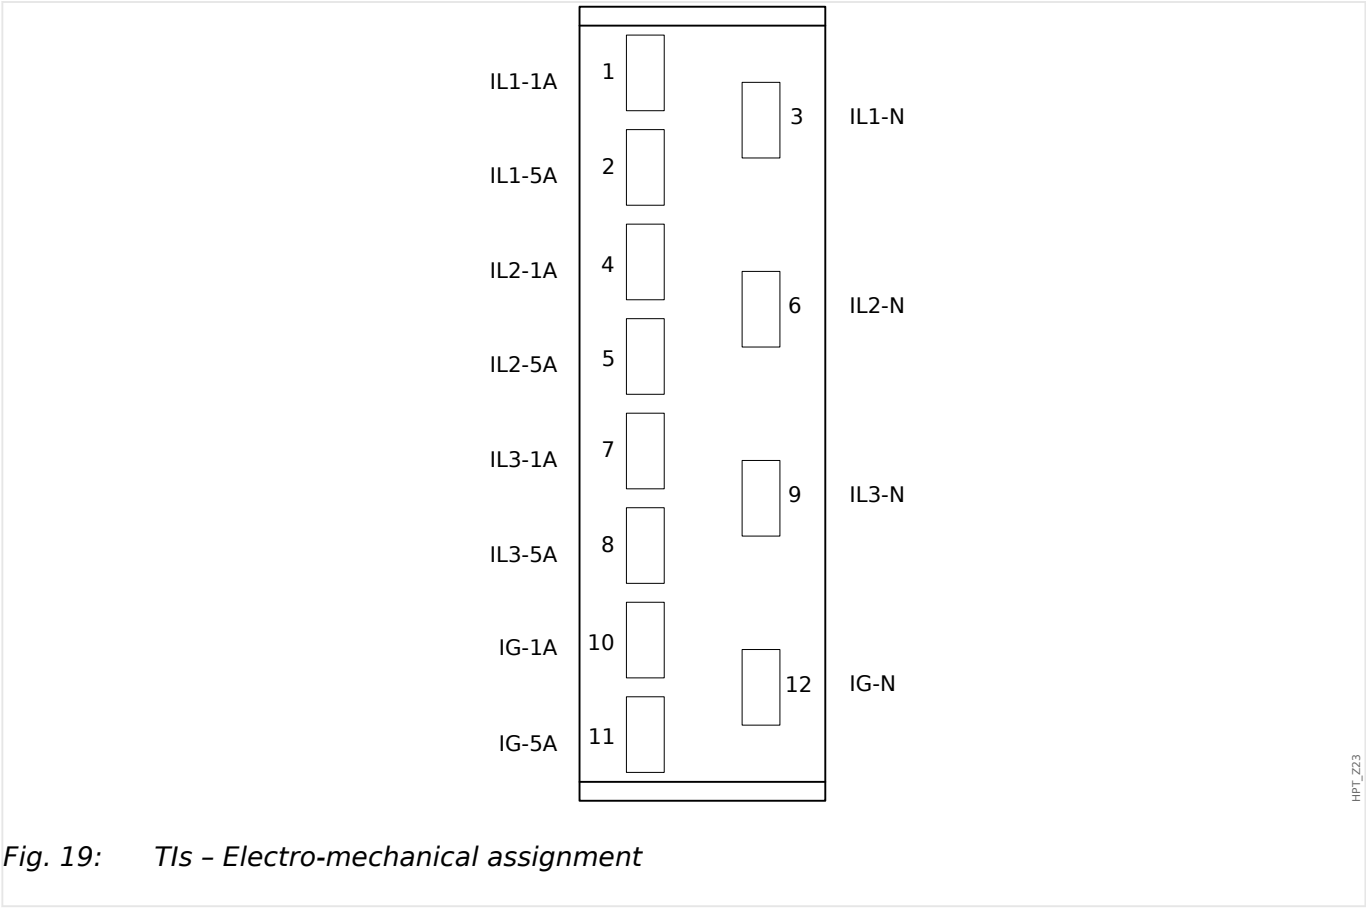 IL1-1A 1
3 IL1-N
IL1-5A 2
IL2-1A 4
6 IL2-N
IL2-5A 5
IL3-1A 7
9 IL3-N
IL3-5A 8
IG-1A 10
12 IG-N
IG-5A 11
HPT_Z23
Fig. 19: TIs – Electro-mechanical assignment